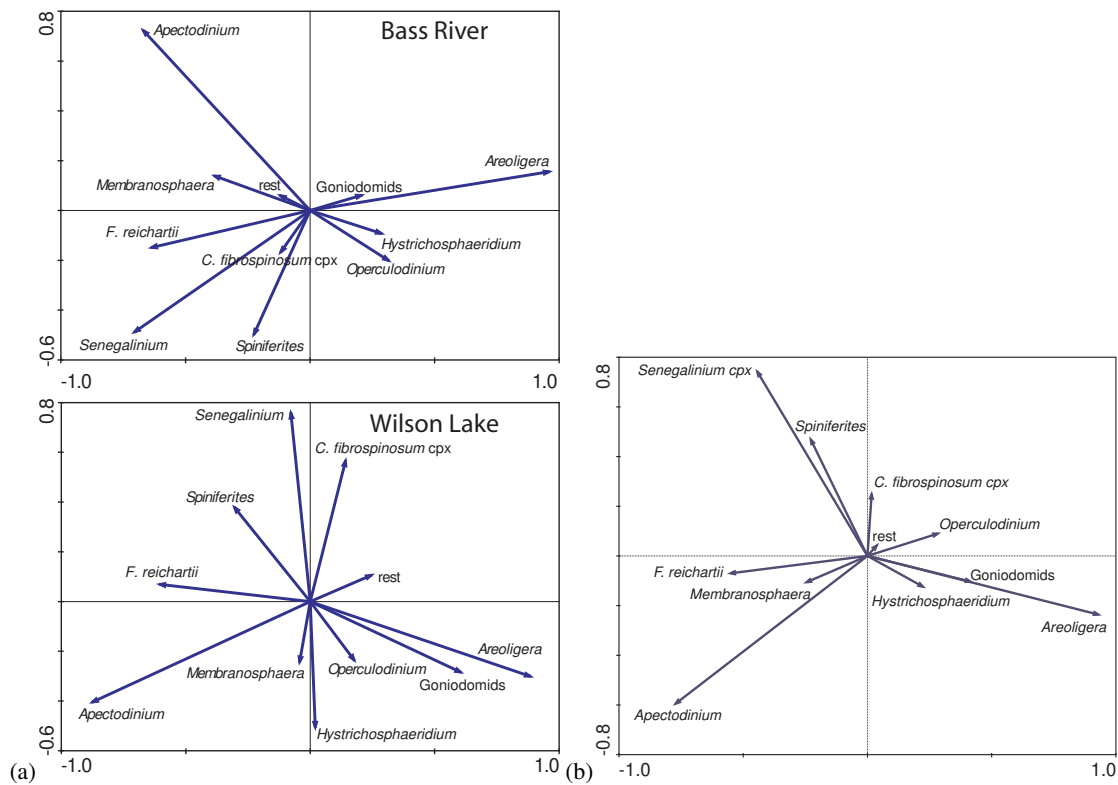 0.8
Bass River
Apectodinium
Areoligera
Membranosphaera
rest
Goniodomids
F. reichartii
Hystrichosphaeridium
C. fibrospinosum cpx
Operculodinium
Senegalinium
Spiniferites
-0.6
-1.0
1.0
0.8
Wilson Lake
Senegalinium
C. fibrospinosum cpx
Spiniferites
F. reichartii
rest
Areoligera
Membranosphaera
Operculodinium
Goniodomids
Apectodinium
Hystrichosphaeridium
-0.6
(a)
-1.0
1.0
0.8
Senegalinium cpx
Spiniferites
C. fibrospinosum cpx
Operculodinium
rest
F. reichartii
Goniodomids
Membranosphaera
Hystrichosphaeridium
Areoligera
Apectodinium
-0.8
(b)
-1.0
1.0